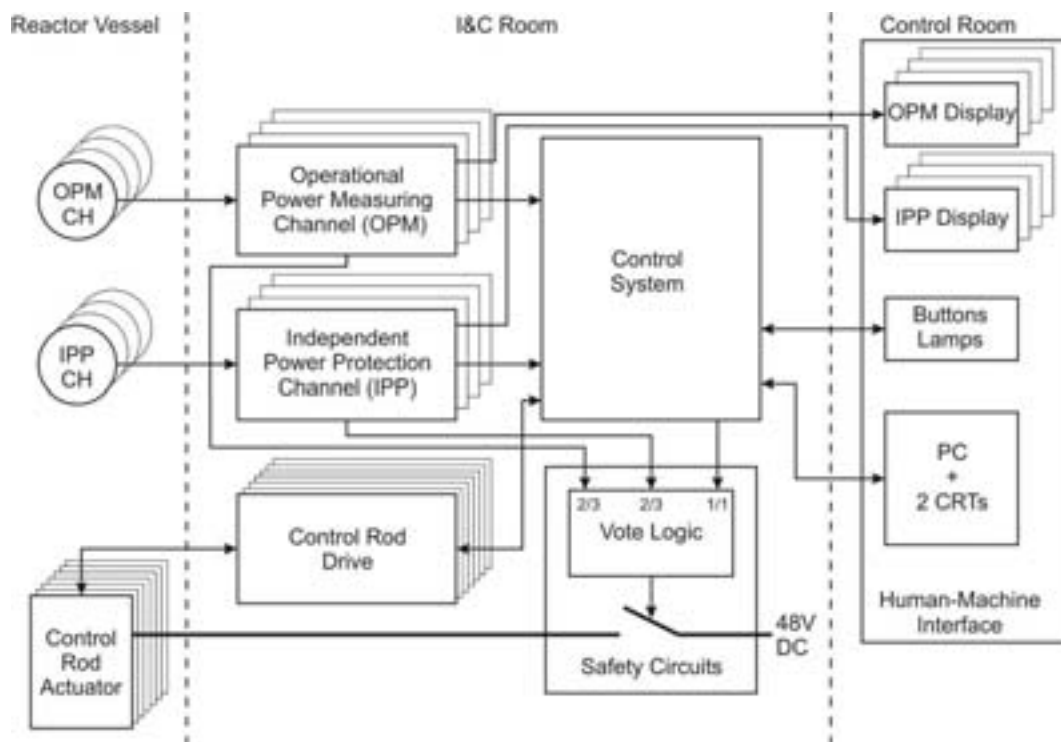 Reactor Vessel
I&C Room
Control Room
OPM
CH
Operational
Power Measuring
Channel (OPM)
OPM Display
IPP Display
Control
System
IPP
CH
Independent
Power Protection
Channel (IPP)
Buttons
Lamps
PC
+
2 CRTs
2/3
2/3
1/1
Vote Logic
Control Rod
Drive
Control
Rod
Actuator
48V
DC
Safety Circuits
Human-Machine
Interface